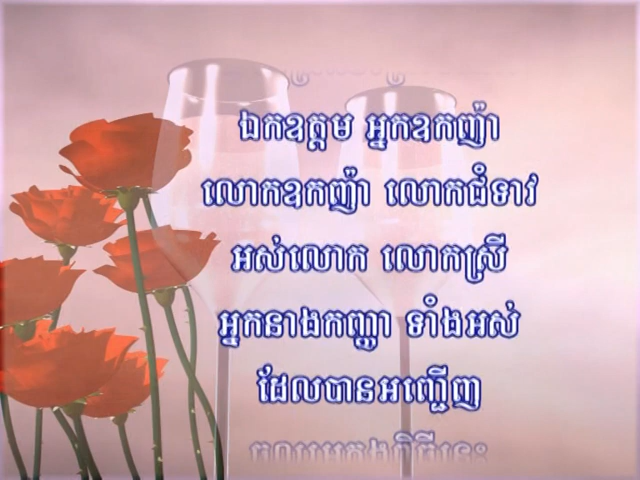 ឯកឧត្តម អ្នកឧកញ៉ា
លោកឧកញ៉ា លោកជំទាវ
អស់លោក លោកស្រី
អ្នកនាងកញ្ញា ទាំងអស់
ដែលបានអញ្ជើញ